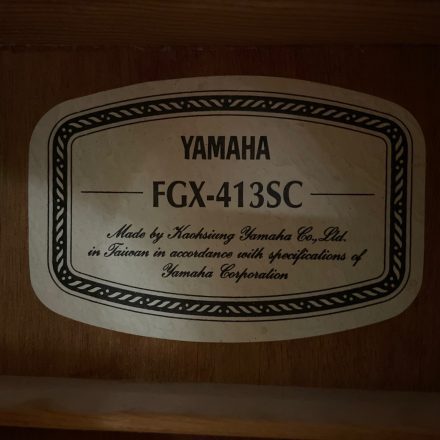 YAMAHA
FGX-413SC
Made by Kaohsiung Yamaha Co., Ltd.
in Taiwan in accordance with specifications of
Yamaha Corporation